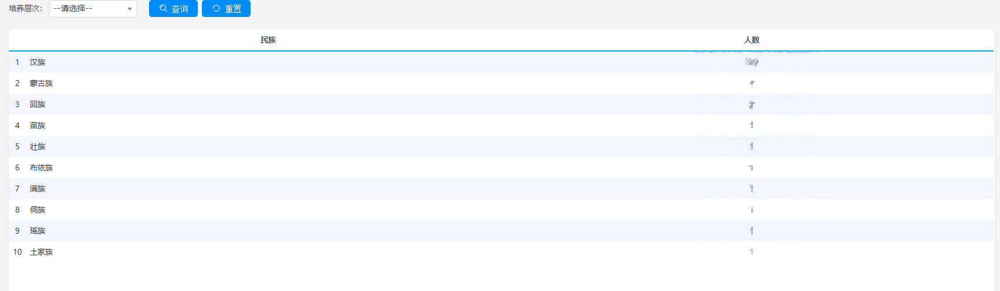 培养层次： --请选择-- 查询 重置
民族 人数
1 汉族
2 蒙古族
3 回族
4 苗族
5 壮族
6 布依族
7 满族
8 侗族
9 瑶族
10 土家族